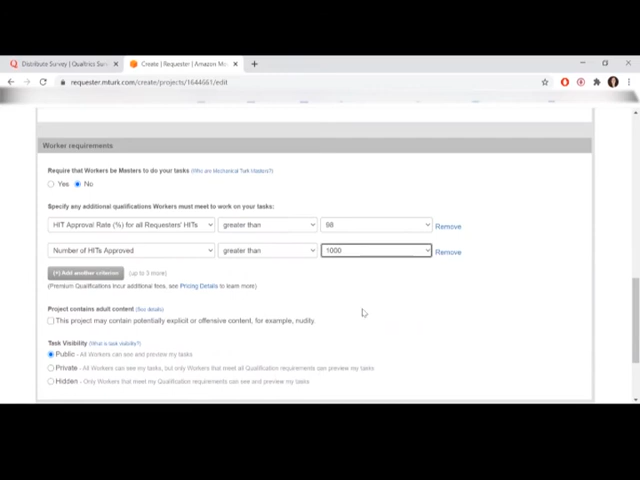 Distribute Survey | Qualtrics Sur
Create | Requester | Amazon Me
requester.mturk.com/create/projects/1644661/edit
Worker requirements
Require that Workers be Masters to do your tasks (Who are Mechanical Turk Masters?)
Yes No
Specify any additional qualifications Workers must meet to work on your tasks:
HIT Approval Rate (%) for all Requesters' HITs greater than 98 Remove
Number of HITs Approved greater than 1000 Remove
(+) Add another criterion (up to 3 more)
(Premium Qualifications incur additional fees, see Pricing Details to learn more)
Project contains adult content (See details)
This project may contain potentially explicit or offensive content, for example, nudity.
Task Visibility (What is task visibility?)
Public - All Workers can see and preview my tasks
Private - All Workers can see my tasks, but only Workers that meet all Qualification requirements can preview my tasks
Hidden - Only Workers that meet my Qualification requirements can see and preview my tasks